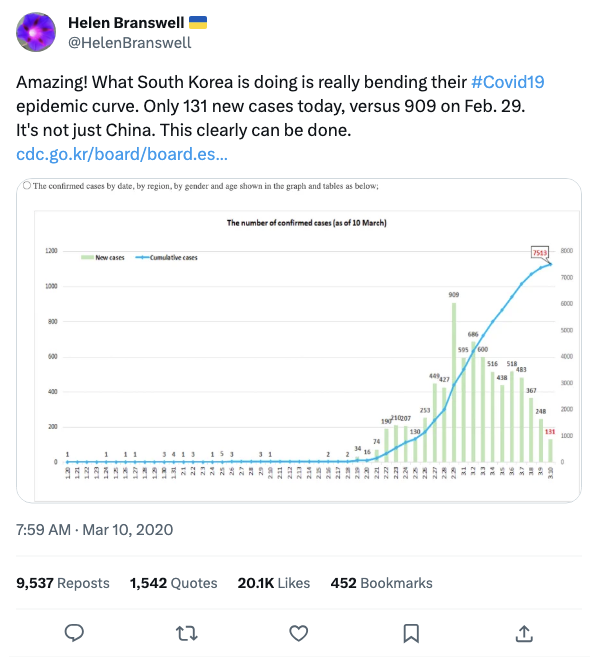 Helen Branswell 🇺🇦
@HelenBranswell
Amazing! What South Korea is doing is really bending their #Covid19
epidemic curve. Only 131 new cases today, versus 909 on Feb. 29.
It's not just China. This clearly can be done.
cdc.go.kr/board/board.es...
The confirmed cases by date, by region, by gender and age shown in the graph and tables as below;
The number of confirmed cases (as of 10 March)
New cases Cumulative cases
7513
1200 8000
1000 7000
800 6000
600 5000
400 4000
200 3000
0 2000
1000
0
1 1 1 1 3 4 1 3 1 5 3 3 1 2 2 34 16 74 190 210 207 130 253 449 427 909 595 686 600 516 438 518 483 367 248 131
1.20 1.21 1.22 1.23 1.24 1.25 1.26 1.27 1.28 1.29 1.30 1.31 2.1 2.2 2.3 2.4 2.5 2.6 2.7 2.8 2.9 2.10 2.11 2.12 2.13 2.14 2.15 2.16 2.17 2.18 2.19 2.20 2.21 2.22 2.23 2.24 2.25 2.26 2.27 2.28 2.29 3.1 3.2 3.3 3.4 3.5 3.6 3.7 3.8 3.9 3.10
7:59 AM · Mar 10, 2020
9,537 Reposts 1,542 Quotes 20.1K Likes 452 Bookmarks